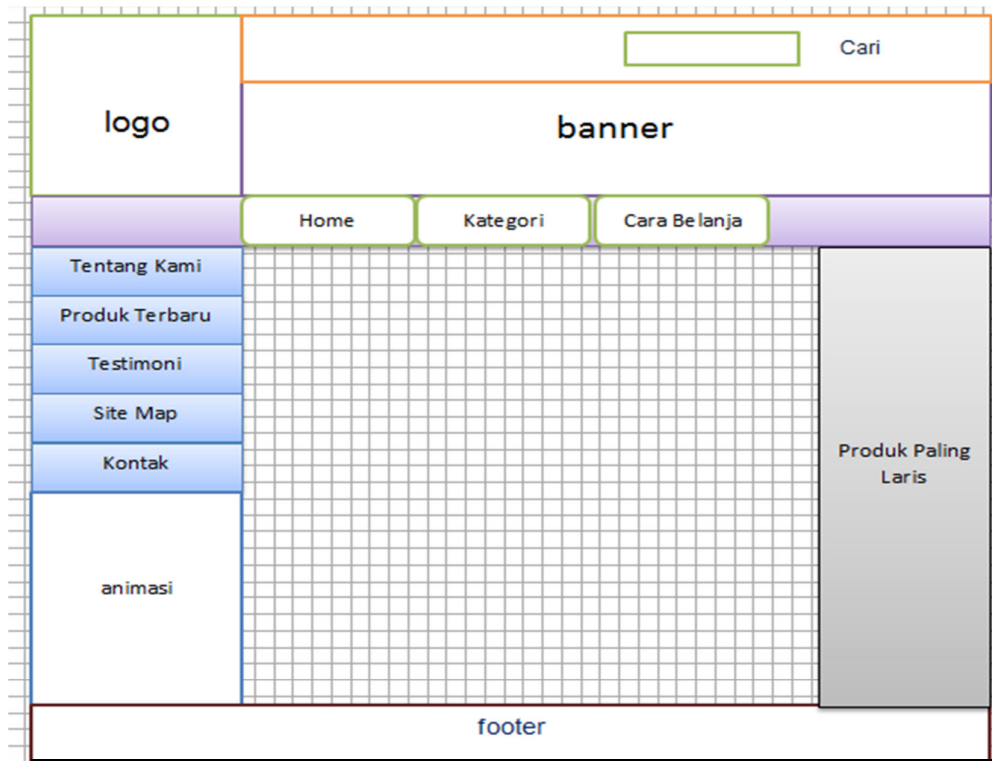 Cari
logo
banner
Home
Kategori
Cara Belanja
Tentang Kami
Produk Terbaru
Testimoni
Site Map
Kontak
animasi
Produk Paling
Laris
footer